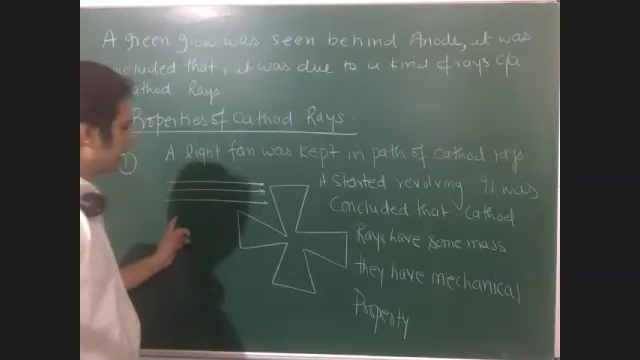 A green glow was seen behind Anode, it was
concluded that, it was due to a kind of rays c/a
cathod Rays
Properties of Cathod Rays.
① A light fan was kept in path of cathod rays
it started revolving it was
concluded that cathod
Rays have some mass
they have mechanical
Property